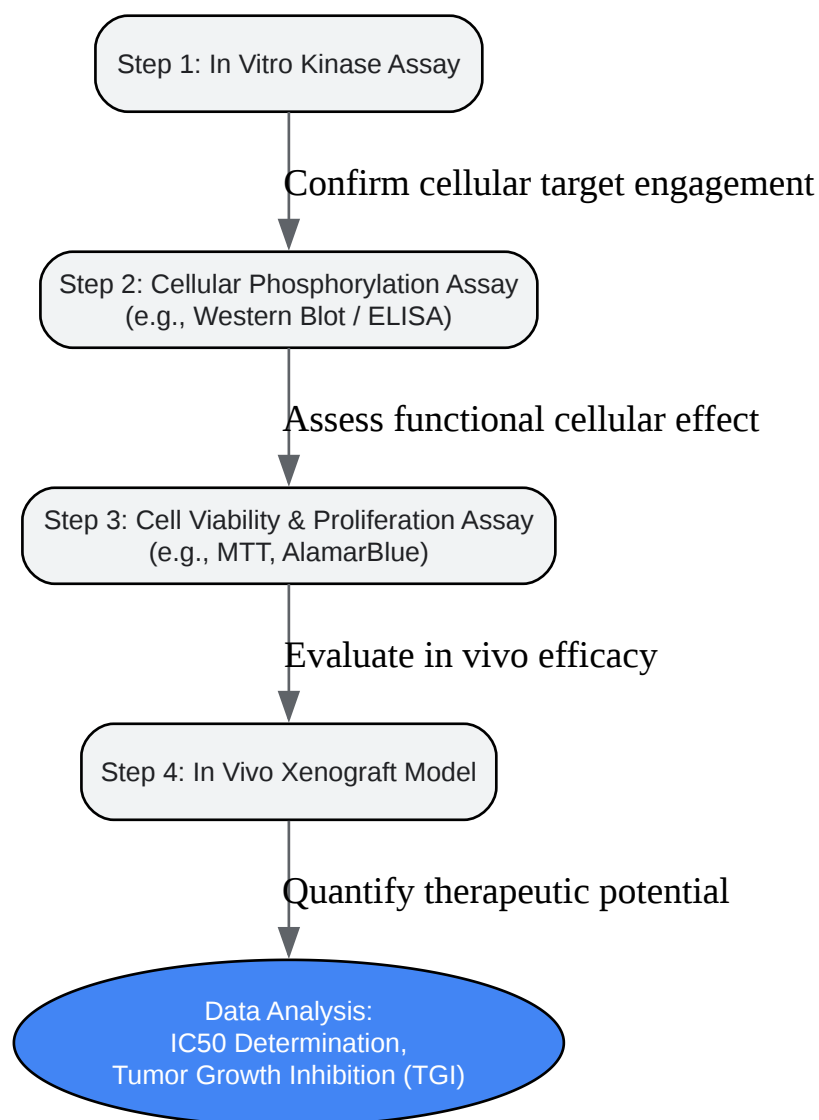 Step 1: In Vitro Kinase Assay
Confirm cellular target engagement
Step 2: Cellular Phosphorylation Assay
(e.g., Western Blot / ELISA)
Assess functional cellular effect
Step 3: Cell Viability & Proliferation Assay
(e.g., MTT, AlamarBlue)
Evaluate in vivo efficacy
Step 4: In Vivo Xenograft Model
Quantify therapeutic potential
Data Analysis:
IC50 Determination,
Tumor Growth Inhibition (TGI)